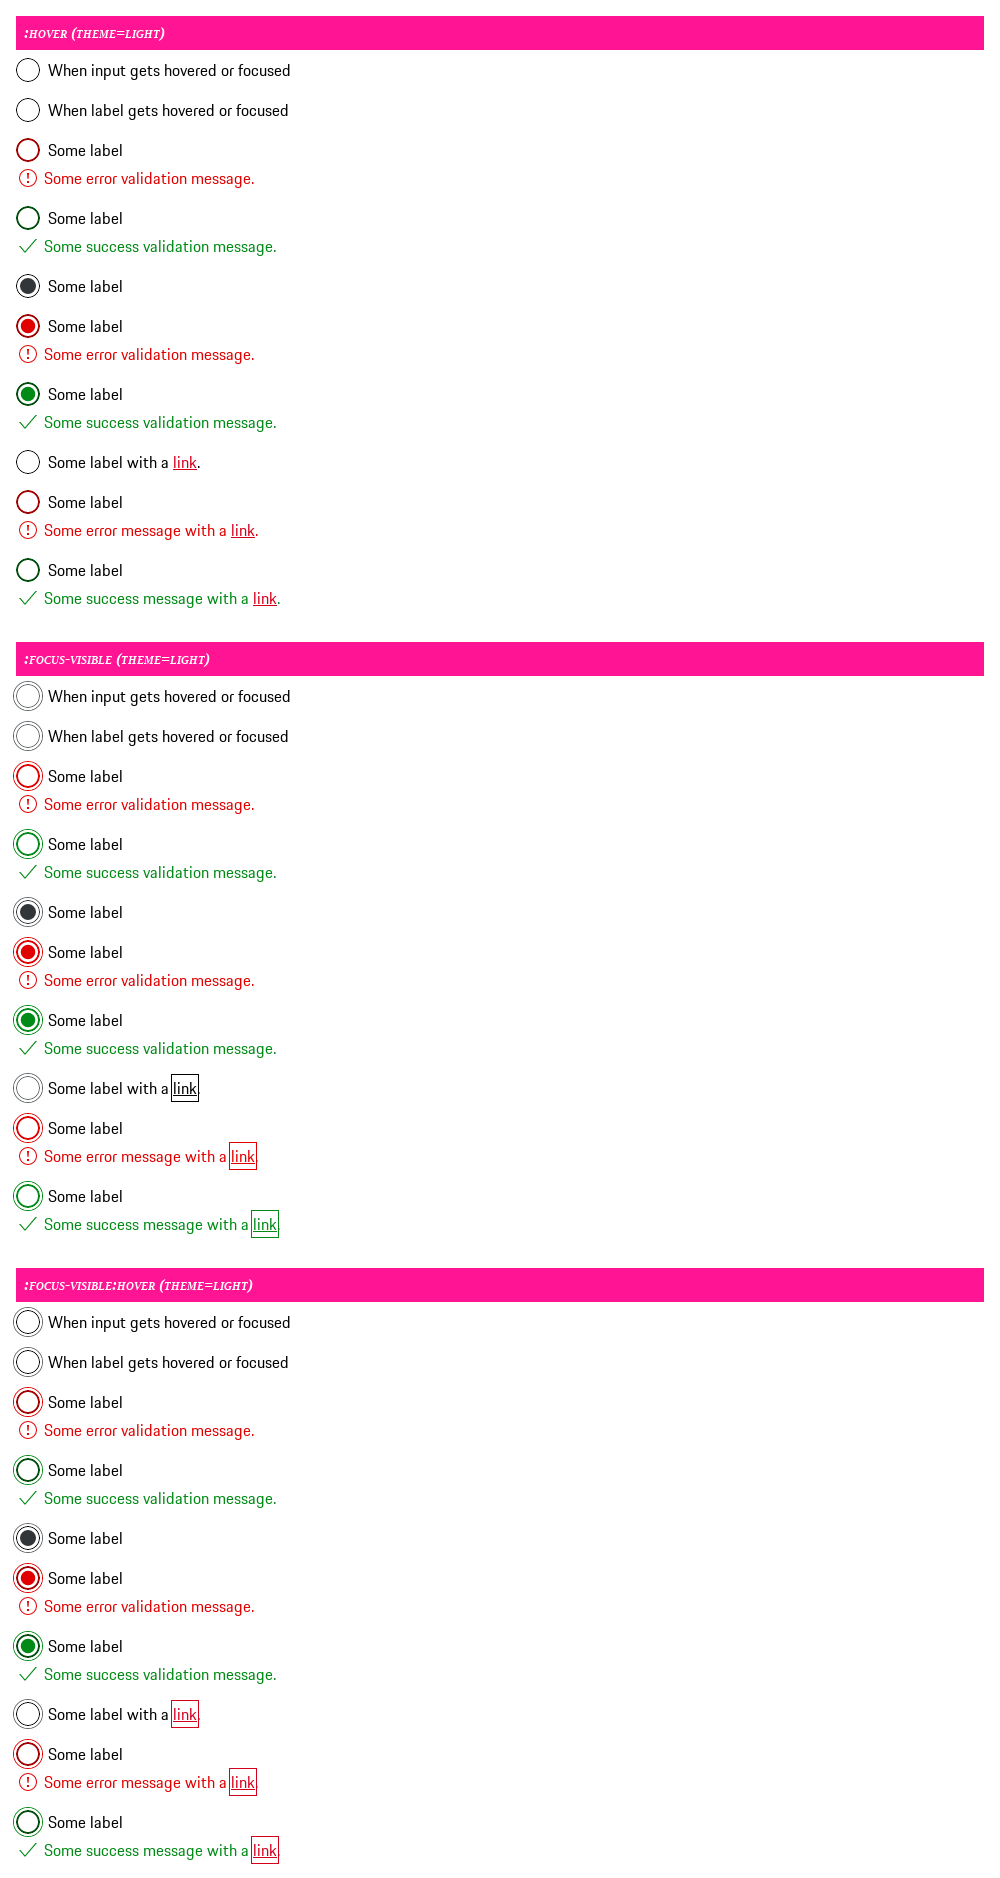 :hover (theme=light)
When input gets hovered or focused
When label gets hovered or focused
Some label
Some error validation message.
Some label
Some success validation message.
Some label
Some label
Some error validation message.
Some label
Some success validation message.
Some label with a link.
Some label
Some error message with a link.
Some label
Some success message with a link.
:focus-visible (theme=light)
When input gets hovered or focused
When label gets hovered or focused
Some label
Some error validation message.
Some label
Some success validation message.
Some label
Some label
Some error validation message.
Some label
Some success validation message.
Some label with a link.
Some label
Some error message with a link.
Some label
Some success message with a link.
:focus-visible:hover (theme=light)
When input gets hovered or focused
When label gets hovered or focused
Some label
Some error validation message.
Some label
Some success validation message.
Some label
Some label
Some error validation message.
Some label
Some success validation message.
Some label with a link.
Some label
Some error message with a link.
Some label
Some success message with a link.